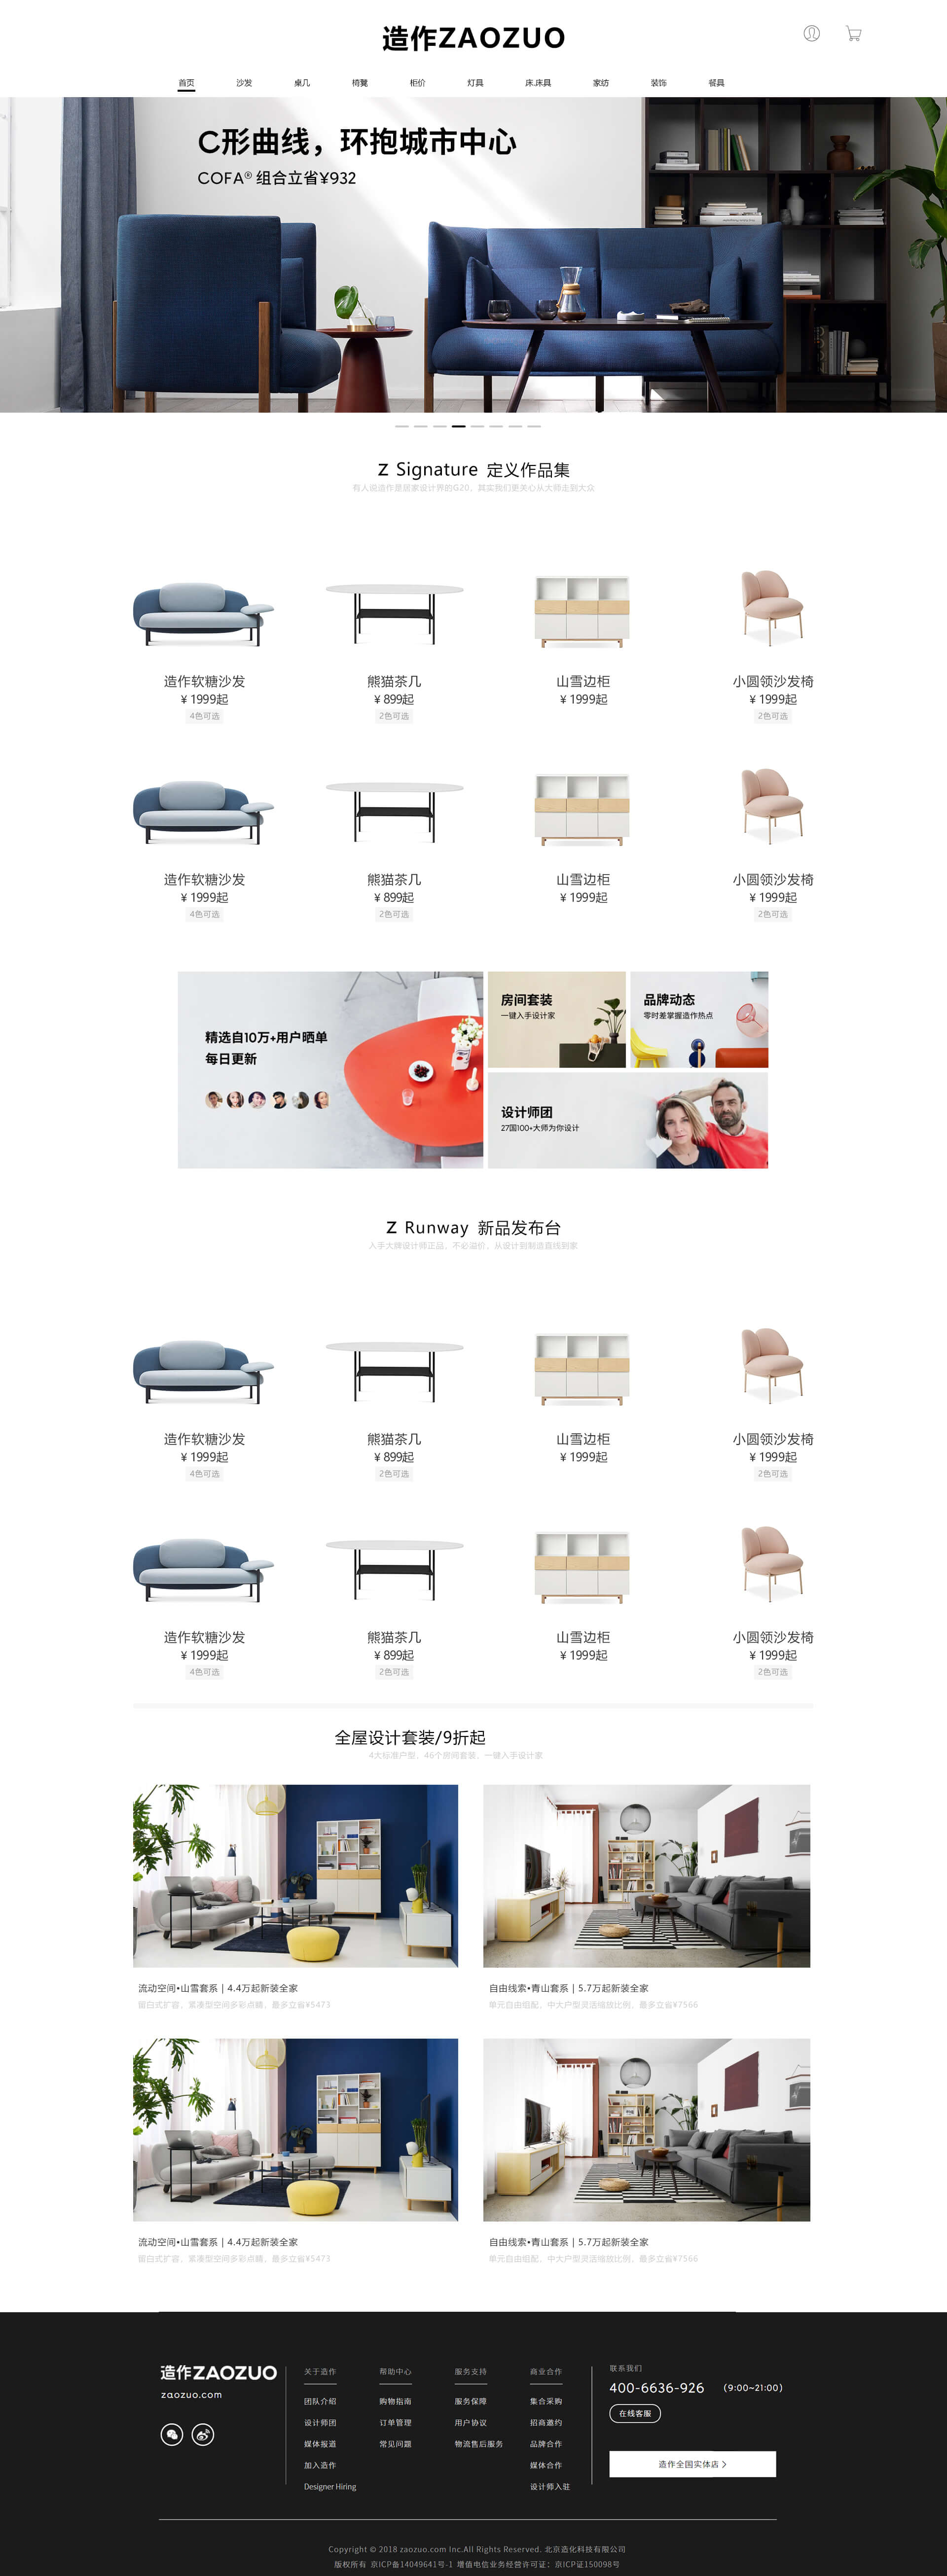 造作ZAOZUO
首页 沙发 桌几 椅凳 柜价 灯具 床.床具 家纺 装饰 餐具
C形曲线，环抱城市中心
COFA® 组合立省¥932
Z Signature 定义作品集
有人说造作是居家设计界的G20，其实我们更关心从大师走到大众
造作软糖沙发 熊猫茶几 山雪边柜 小圆领沙发椅
¥ 1999起 ¥ 899起 ¥ 1999起 ¥ 1999起
4色可选 2色可选 2色可选
造作软糖沙发 熊猫茶几 山雪边柜 小圆领沙发椅
¥ 1999起 ¥ 899起 ¥ 1999起 ¥ 1999起
4色可选 2色可选 2色可选
精选自10万+用户晒单
每日更新
房间套装
一键入手设计家
品牌动态
零时差掌握造作热点
设计师团
27国100+大师为你设计
Z Runway 新品发布台
入手大牌设计师正品，不必溢价，从设计到制造直线到家
造作软糖沙发 熊猫茶几 山雪边柜 小圆领沙发椅
¥ 1999起 ¥ 899起 ¥ 1999起 ¥ 1999起
4色可选 2色可选 2色可选
造作软糖沙发 熊猫茶几 山雪边柜 小圆领沙发椅
¥ 1999起 ¥ 899起 ¥ 1999起 ¥ 1999起
4色可选 2色可选 2色可选
全屋设计套装/9折起
4大标准户型，46个房间套装，一键入手设计家
流动空间•山雪套系 | 4.4万起新装全家
留白式扩容，紧凑型空间多彩点睛，最多立省¥5473
自由线索•青山套系 | 5.7万起新装全家
单元自由组配，中大户型灵活缩放比例，最多立省¥7566
流动空间•山雪套系 | 4.4万起新装全家
留白式扩容，紧凑型空间多彩点睛，最多立省¥5473
自由线索•青山套系 | 5.7万起新装全家
单元自由组配，中大户型灵活缩放比例，最多立省¥7566
造作ZAOZUO
zaozuo.com
关于造作
团队介绍
设计师团
媒体报道
加入造作
Designer Hiring
帮助中心
购物指南
订单管理
常见问题
服务支持
服务保障
用户协议
物流售后服务
商业合作
集合采购
招商邀约
品牌合作
媒体合作
设计师入驻
联系我们
400-6636-926 （9:00~21:00）
在线客服
造作全国实体店 >
Copyright © 2018 zaozuo.com Inc.All Rights Reserved. 北京造化科技有限公司
版权所有 京ICP备14049641号-1 增值电信业务经营许可证：京ICP证150098号